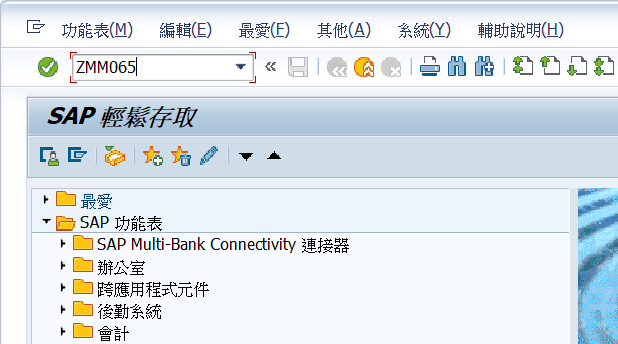 功能表(M) 編輯(E) 最愛(F) 其他(A) 系統(Y) 輔助說明(H)
ZMM065
SAP 輕鬆存取
最愛
SAP 功能表
SAP Multi-Bank Connectivity 連接器
辦公室
跨應用程式元件
後勤系統
會計